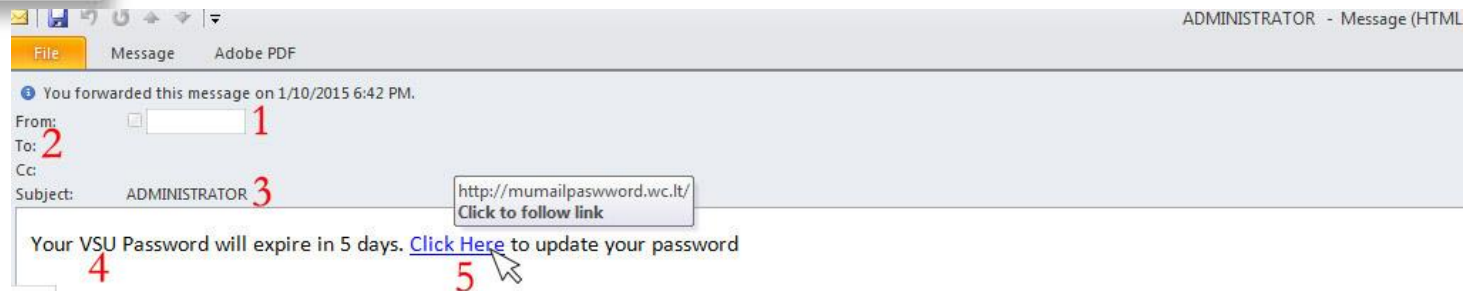 ADMINISTRATOR - Message (HTML
File Message Adobe PDF
You forwarded this message on 1/10/2015 6:42 PM.
From: 1
To: 2
Cc:
Subject: ADMINISTRATOR 3
http://mumailpaswword.wc.lt/
Click to follow link
Your VSU Password will expire in 5 days. Click Here to update your password
4 5